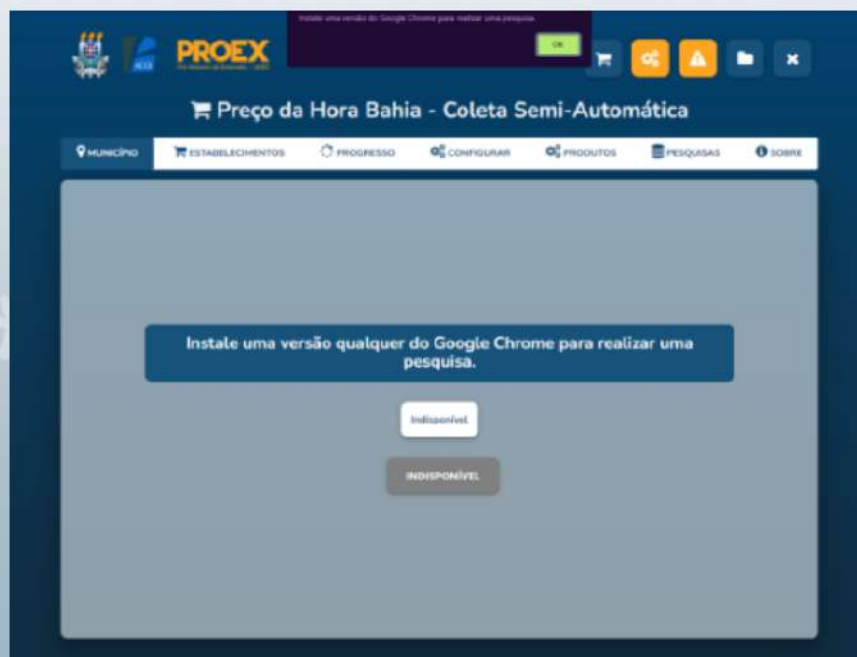 Instale uma versão do Google Chrome para realizar uma pesquisa.
OK
ACCB
PROEX
Preço da Hora Bahia - Coleta Semi-Automática
MUNICÍPIO
ESTABELECIMENTOS
PROGRESSO
CONFIGURAR
PRODUTOS
PESQUISAS
SOBRE
Instale uma versão qualquer do Google Chrome para realizar uma
pesquisa.
Indisponível
INDISPONÍVEL